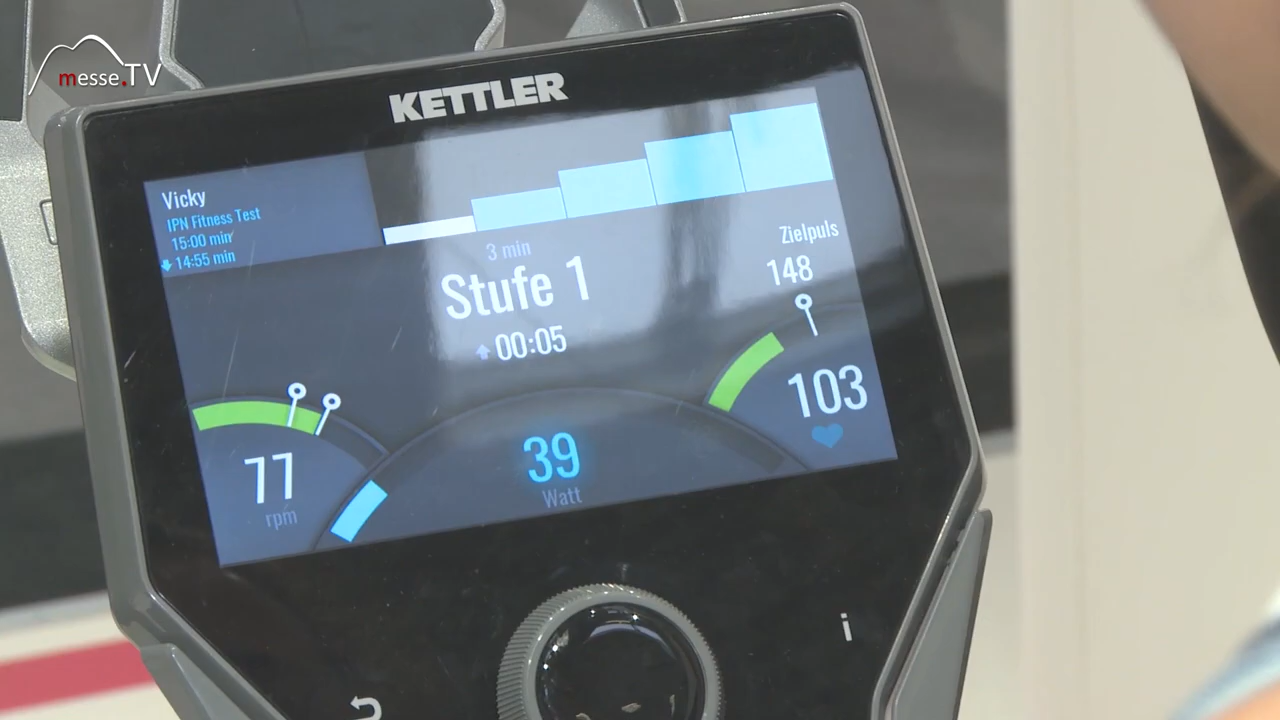 messe.TV
KETTLER
Vicky
IPN Fitness Test
15:00 min
14:55 min
3 min
Stufe 1
00:05
Zielpuls
148
77
rpm
39
Watt
103
i